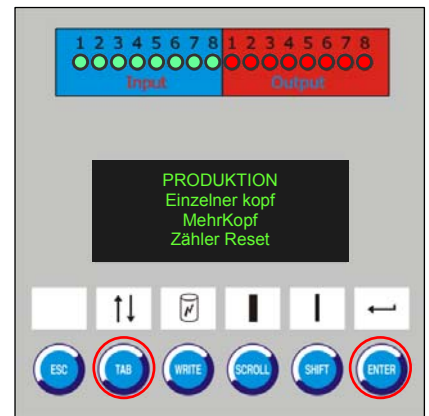 1 2 3 4 5 6 7 8 1 2 3 4 5 6 7 8
Input Output
PRODUKTION
Einzelner kopf
MehrKopf
Zähler Reset
ESC TAB WRITE SCROLL SHIFT ENTER